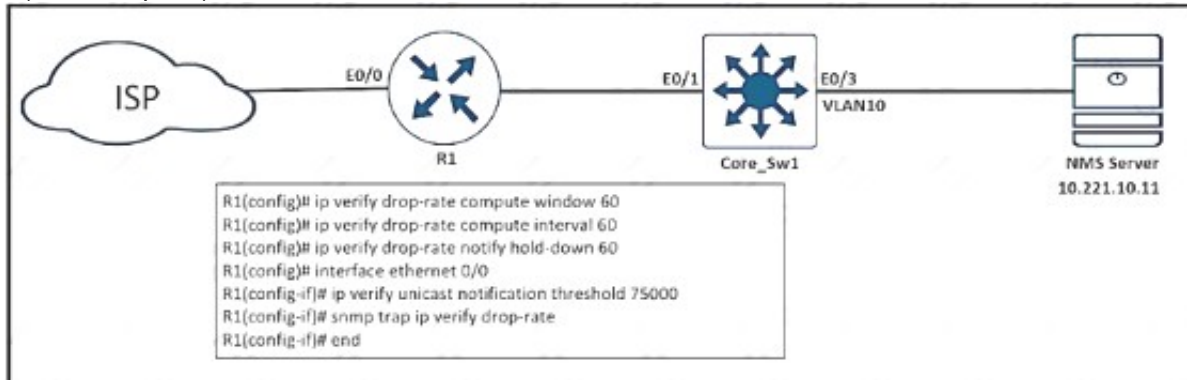 ISP
E0/0
R1
E0/1
Core_Sw1
E0/3
VLAN10
NMS Server
10.221.10.11
R1(config)# ip verify drop-rate compute window 60
R1(config)# ip verify drop-rate compute interval 60
R1(config)# ip verify drop-rate notify hold-down 60
R1(config)# interface ethernet 0/0
R1(config-if)# ip verify unicast notification threshold 75000
R1(config-if)# snmp trap ip verify drop-rate
R1(config-if)# end